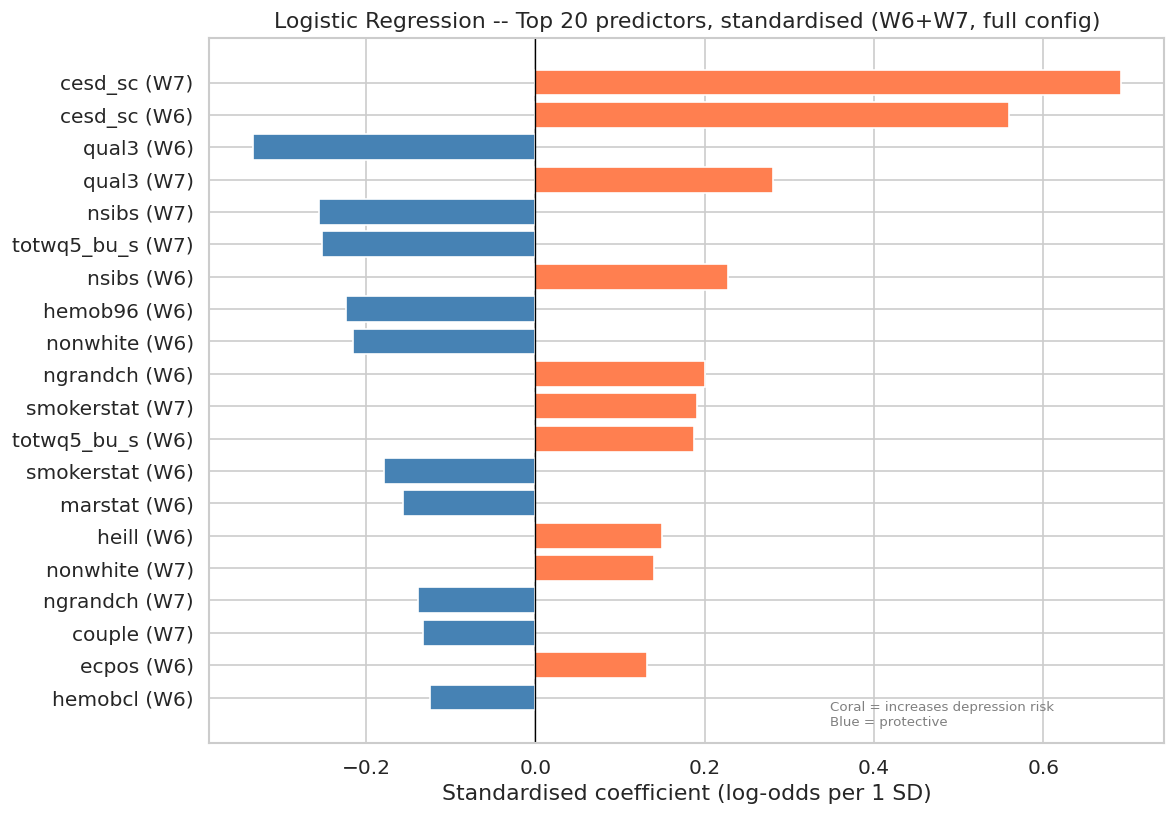 Logistic Regression -- Top 20 predictors, standardised (W6+W7, full config)
cesd_sc (W7)
cesd_sc (W6)
qual3 (W6)
qual3 (W7)
nsibs (W7)
totwq5_bu_s (W7)
nsibs (W6)
hemob96 (W6)
nonwhite (W6)
ngrandch (W6)
smokerstat (W7)
totwq5_bu_s (W6)
smokerstat (W6)
marstat (W6)
heill (W6)
nonwhite (W7)
ngrandch (W7)
couple (W7)
ecpos (W6)
hemobcl (W6)
Coral = increases depression risk
Blue = protective
−0.2 0.0 0.2 0.4 0.6
Standardised coefficient (log-odds per 1 SD)